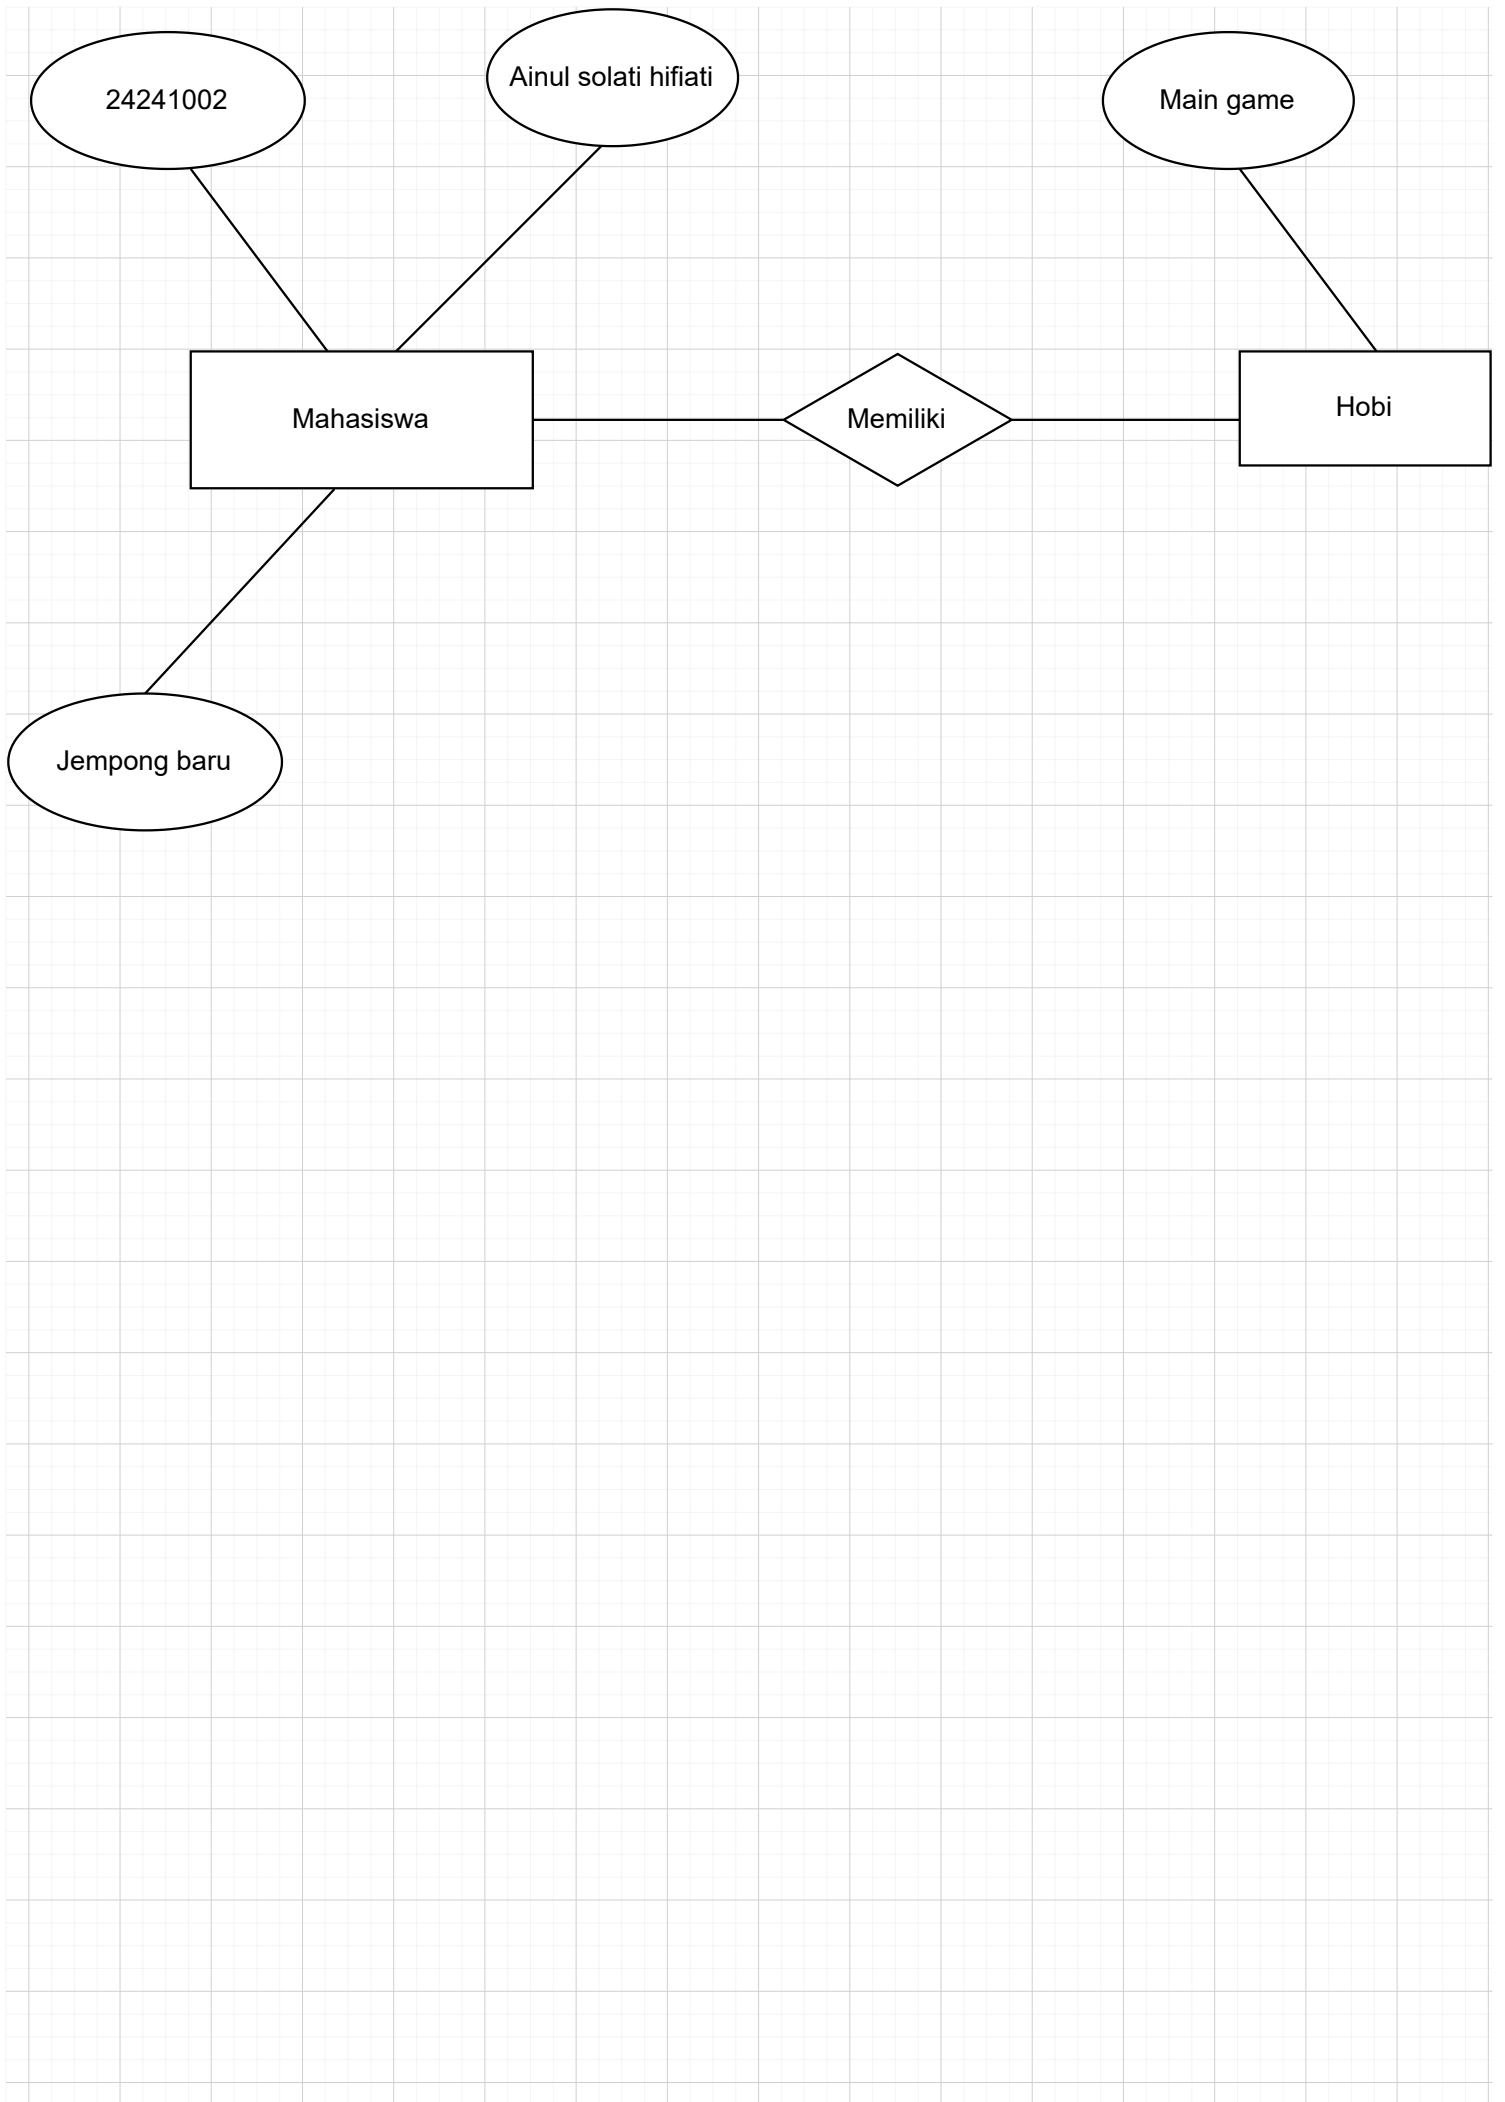 24241002
Ainul solati hifiati
Main game
Mahasiswa
Memiliki
Hobi
Jempong baru